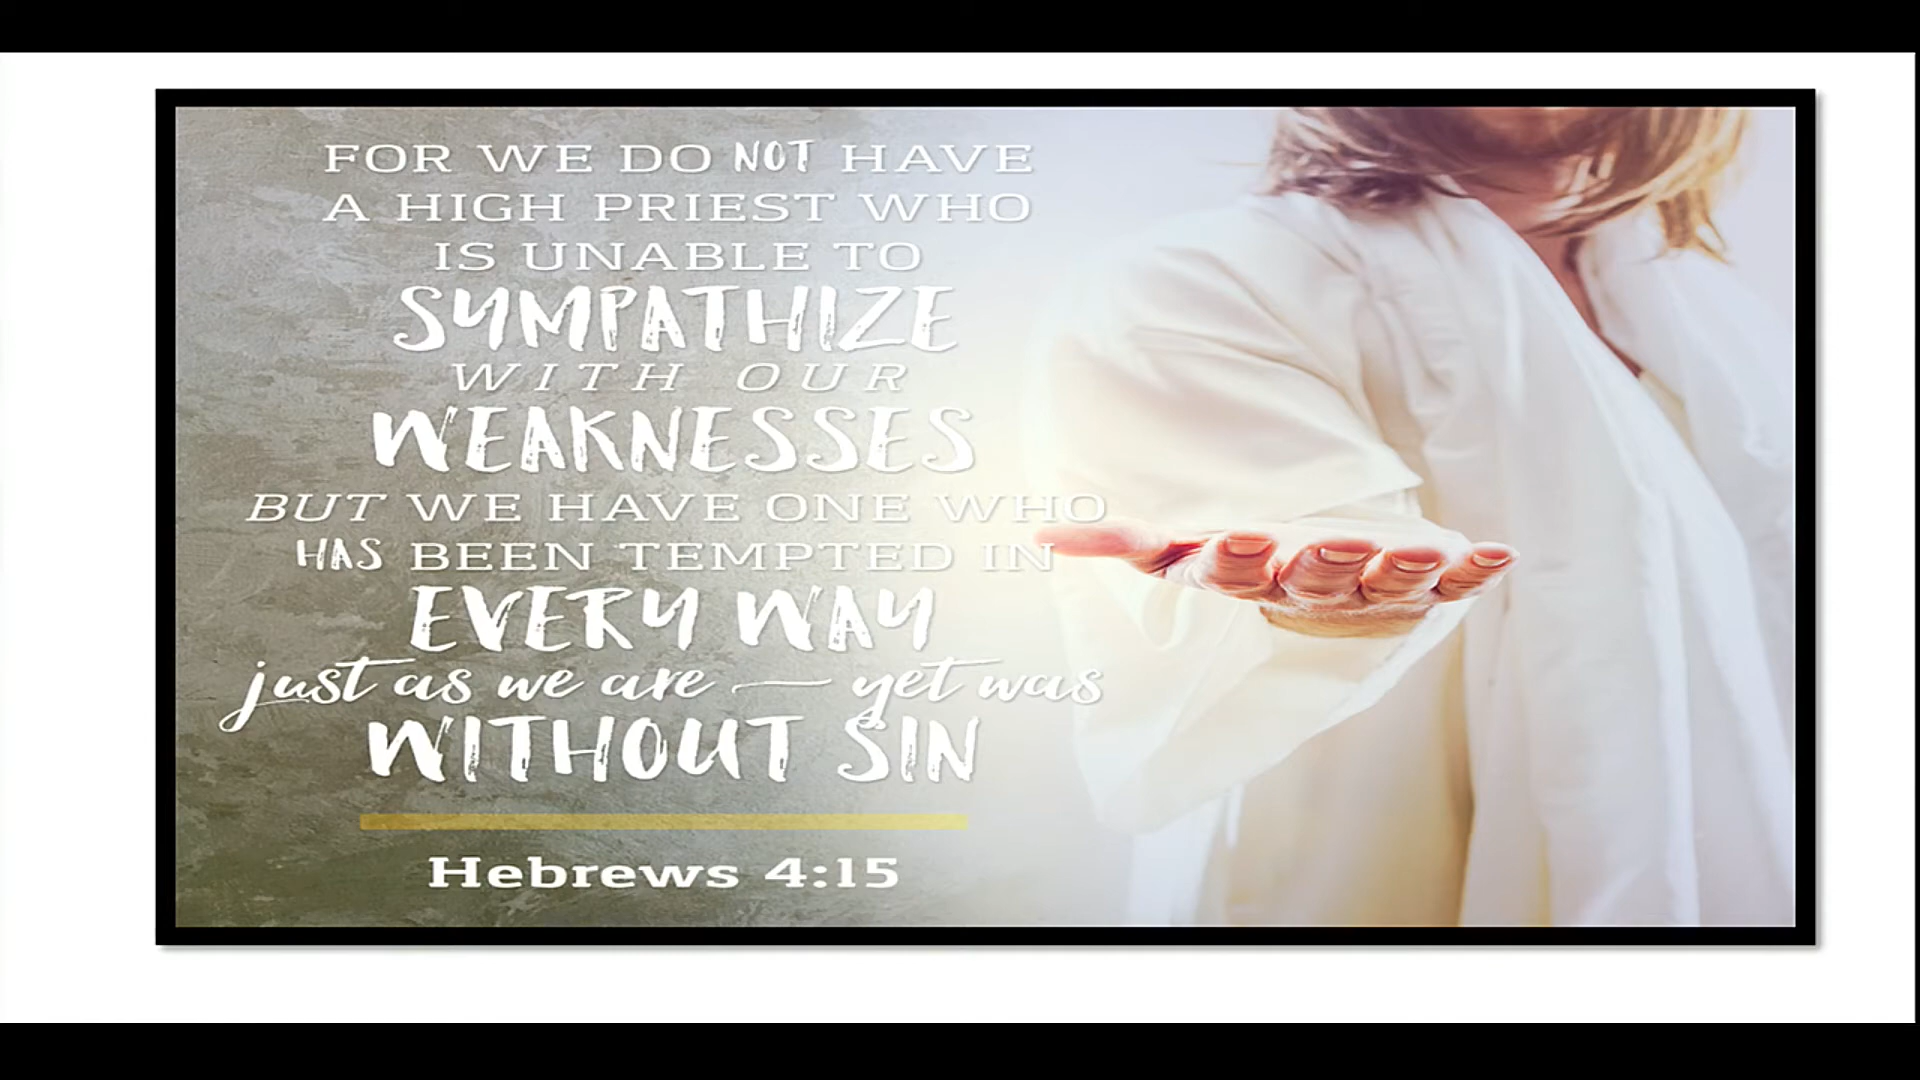 FOR WE DO NOT HAVE
A HIGH PRIEST WHO
IS UNABLE TO
SYMPATHIZE
WITH OUR
WEAKNESSES
BUT WE HAVE ONE WHO
HAS BEEN TEMPTED IN
EVERY WAY
just as we are — yet was
WITHOUT SIN
Hebrews 4:15